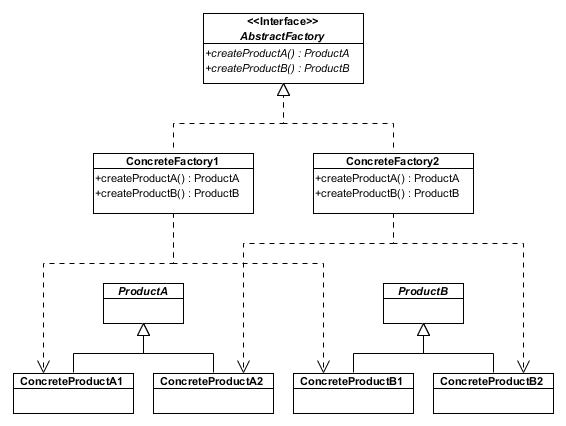 <<Interface>>
AbstractFactory
+createProductA() : ProductA
+createProductB() : ProductB
ConcreteFactory1
+createProductA() : ProductA
+createProductB() : ProductB
ConcreteFactory2
+createProductA() : ProductA
+createProductB() : ProductB
ProductA
ProductB
ConcreteProductA1
ConcreteProductA2
ConcreteProductB1
ConcreteProductB2